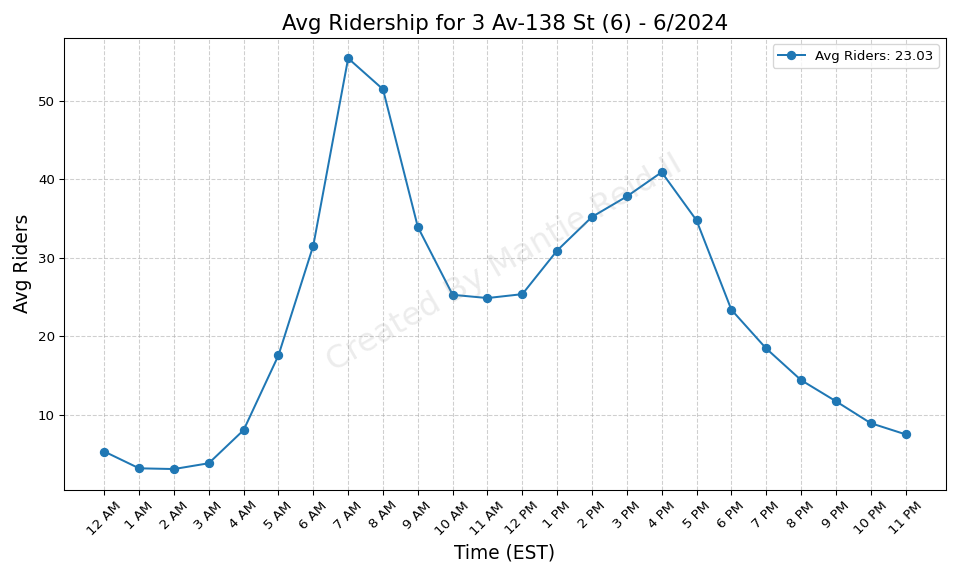 Avg Ridership for 3 Av-138 St (6) - 6/2024
Avg Riders: 23.03
Avg Riders
50
40
30
20
10
Created By Mantie Reid II
12 AM
1 AM
2 AM
3 AM
4 AM
5 AM
6 AM
7 AM
8 AM
9 AM
10 AM
11 AM
12 PM
1 PM
2 PM
3 PM
4 PM
5 PM
6 PM
7 PM
8 PM
9 PM
10 PM
11 PM
Time (EST)